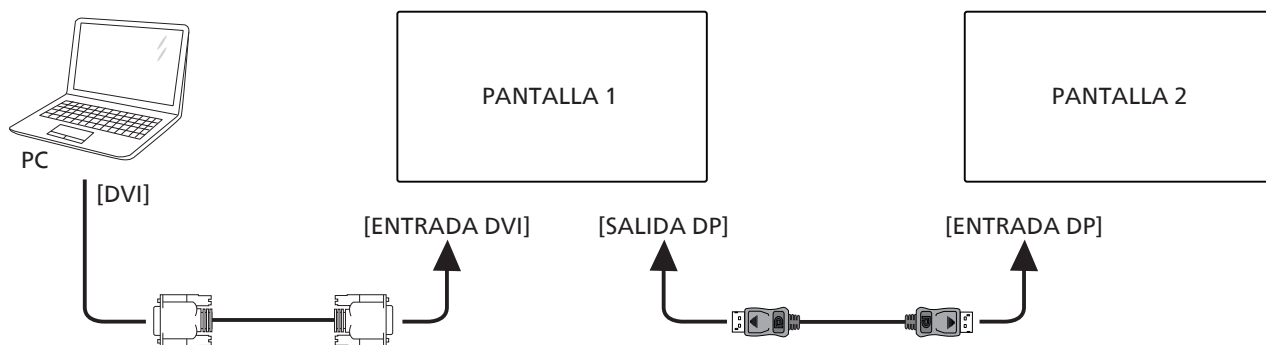 PANTALLA 1
PANTALLA 2
PC
[DVI]
[ENTRADA DVI]
[SALIDA DP]
[ENTRADA DP]